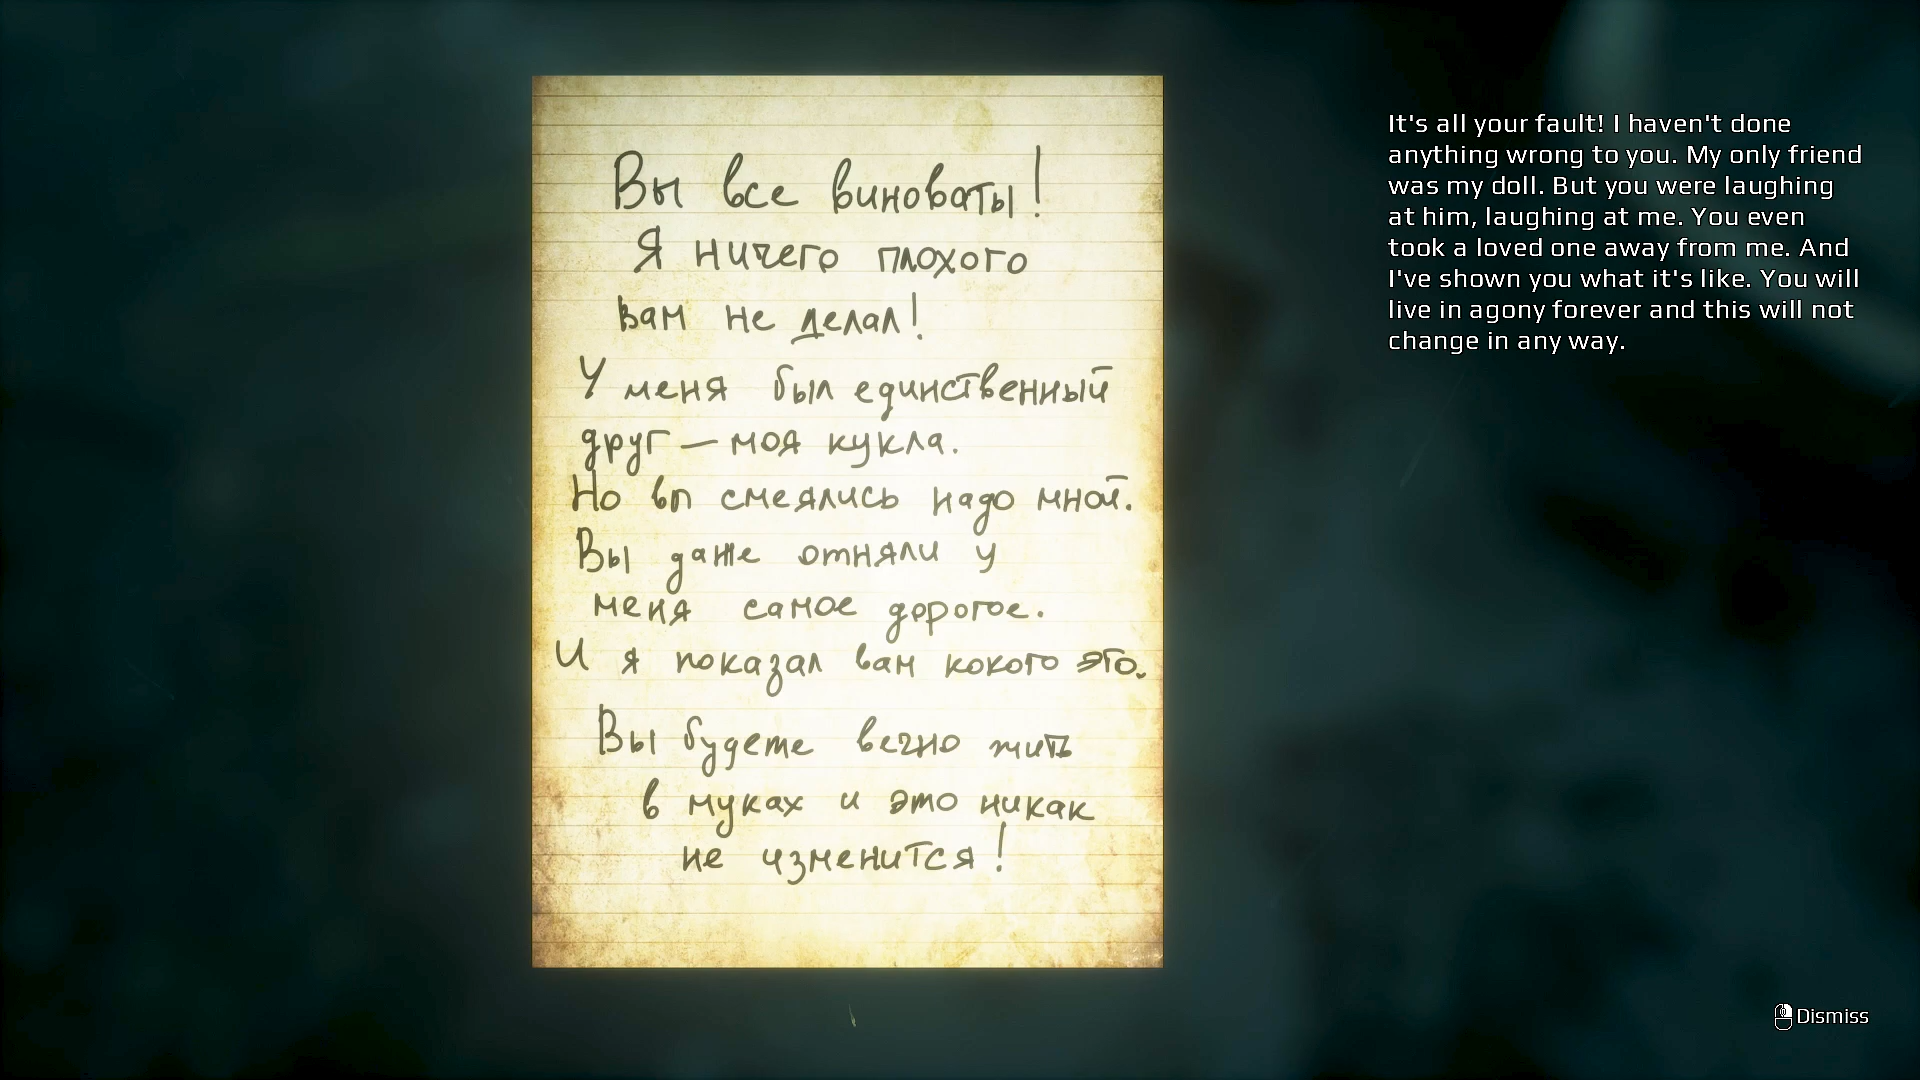 Вы все виноваты!
Я ничего плохого
вам не делал!
У меня был единственный
друг — моя кукла.
Но вы смеялись надо мной.
Вы даже отняли у
меня самое дорогое.
И я показал вам кокого это.
Вы будете вечно жить
в муках и это никак
не изменится!
It's all your fault! I haven't done
anything wrong to you. My only friend
was my doll. But you were laughing
at him, laughing at me. You even
took a loved one away from me. And
I've shown you what it's like. You will
live in agony forever and this will not
change in any way.
Dismiss